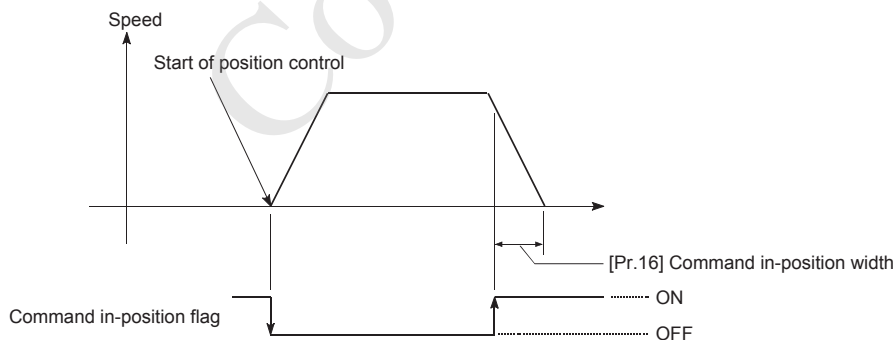 Speed
Start of position control
[Pr.16] Command in-position width
ON
Command in-position flag
OFF